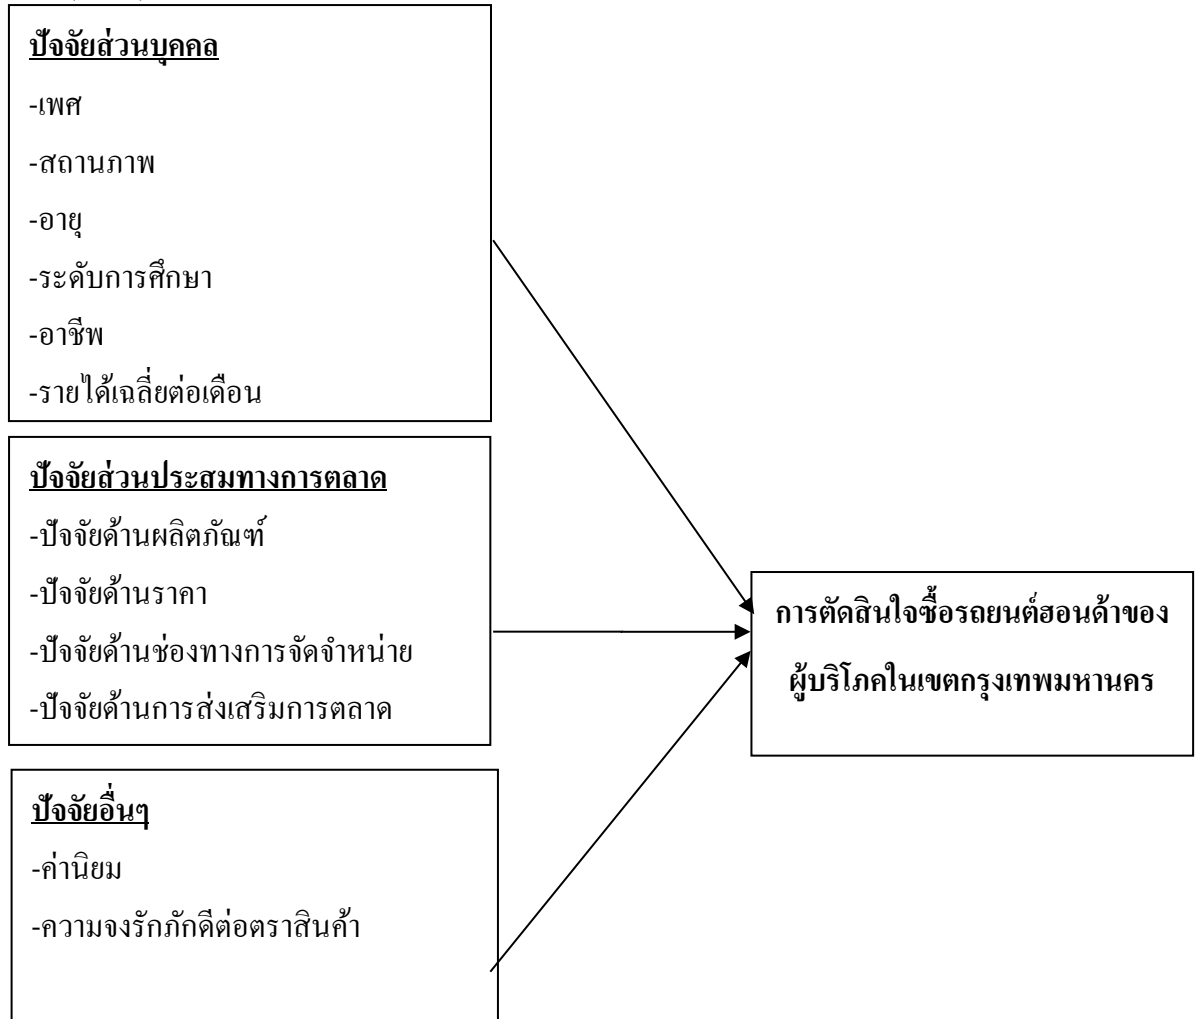 ปัจจัยส่วนบุคคล
-เพศ
-สถานภาพ
-อายุ
-ระดับการศึกษา
-อาชีพ
-รายได้เฉลี่ยต่อเดือน
ปัจจัยส่วนประสมทางการตลาด
-ปัจจัยด้านผลิตภัณฑ์
-ปัจจัยด้านราคา
-ปัจจัยด้านช่องทางการจัดจำหน่าย
-ปัจจัยด้านการส่งเสริมการตลาด
ปัจจัยอื่นๆ
-ค่านิยม
-ความจงรักภักดีต่อตราสินค้า
การตัดสินใจซื้อรถยนต์ฮอนด้าของ
ผู้บริโภคในเขตกรุงเทพมหานคร